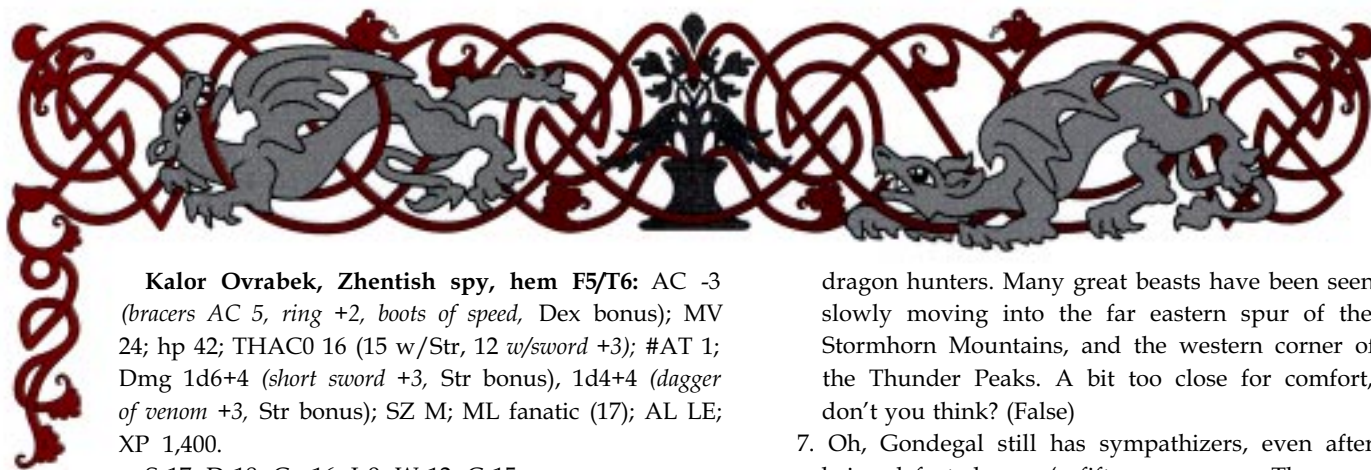 Kalor Ovrabek, Zhentish spy, hem F5/T6: AC -3
(bracers AC 5, ring +2, boots of speed, Dex bonus); MV
24; hp 42; THAC0 16 (15 w/Str, 12 w/sword +3); #AT 1;
Dmg 1d6+4 (short sword +3, Str bonus), 1d4+4 (dagger
of venom +3, Str bonus); SZ M; ML fanatic (17); AL LE;
XP 1,400.
dragon hunters. Many great beasts have been seen
slowly moving into the far eastern spur of the
Stormhorn Mountains, and the western corner of
the Thunder Peaks. A bit too close for comfort,
don't you think? (False)
7. Oh, Gondegal still has sympathizers, even after